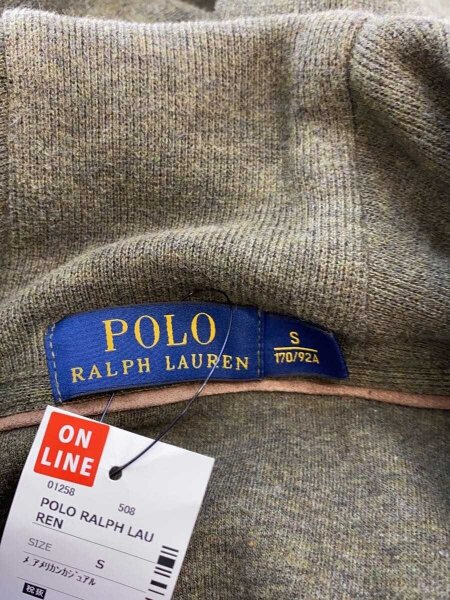 POLO
RALPH LAUREN
S
170/92A
ON
LINE
01258 508
POLO RALPH LAU
REN
SIZE S
メ アメリカンカジュアル
税抜